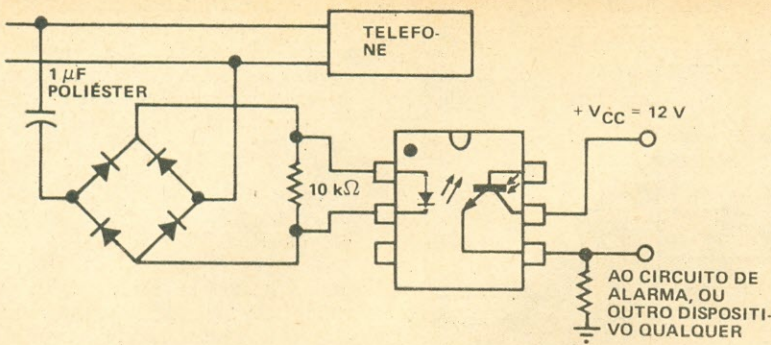 TELEFO-
NE
1 μF
POLIÉSTER
+ VCC = 12 V
10 kΩ
AO CIRCUITO DE
ALARMA, OU
OUTRO DISPOSITI-
VO QUALQUER